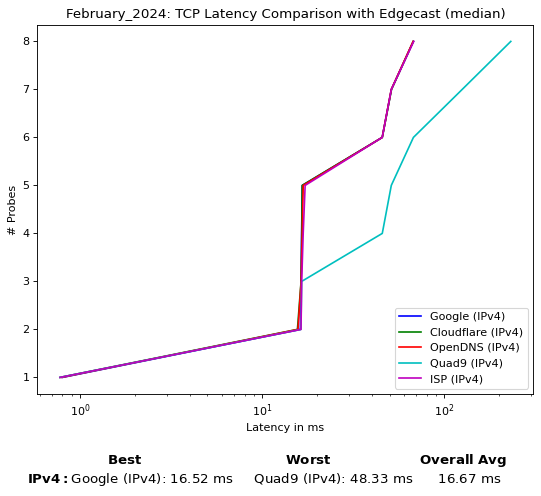 February_2024: TCP Latency Comparison with Edgecast (median)
8
7
6
5
4
3
2
1
# Probes
Google (IPv4)
Cloudflare (IPv4)
OpenDNS (IPv4)
Quad9 (IPv4)
ISP (IPv4)
10⁰ 10¹ 10²
Latency in ms
Best Worst Overall Avg
IPv4: Google (IPv4): 16.52 ms Quad9 (IPv4): 48.33 ms 16.67 ms